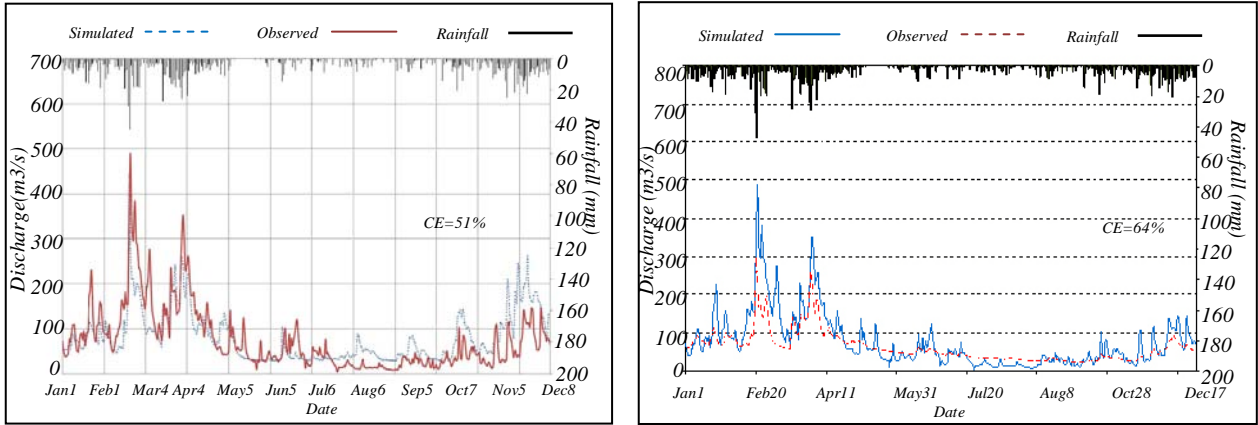 Simulated Observed Rainfall
700 600 500 400 300 200 100 0
Discharge(m3/s)
0 20 40 60 80 100 120 140 160 180 200
Rainfall (mm)
CE=51%
Jan1 Feb1 Mar4 Apr4 May5 Jun5 Jul6 Aug6 Sep5 Oct7 Nov5 Dec8
Date
Simulated Observed Rainfall
800 700 600 500 400 300 200 100 0
Discharge (m3/s)
0 20 40 60 80 100 120 140 160 180 200
Rainfall (mm)
CE=64%
Jan1 Feb20 Apr11 May31 Jul20 Aug8 Oct28 Dec17
Date